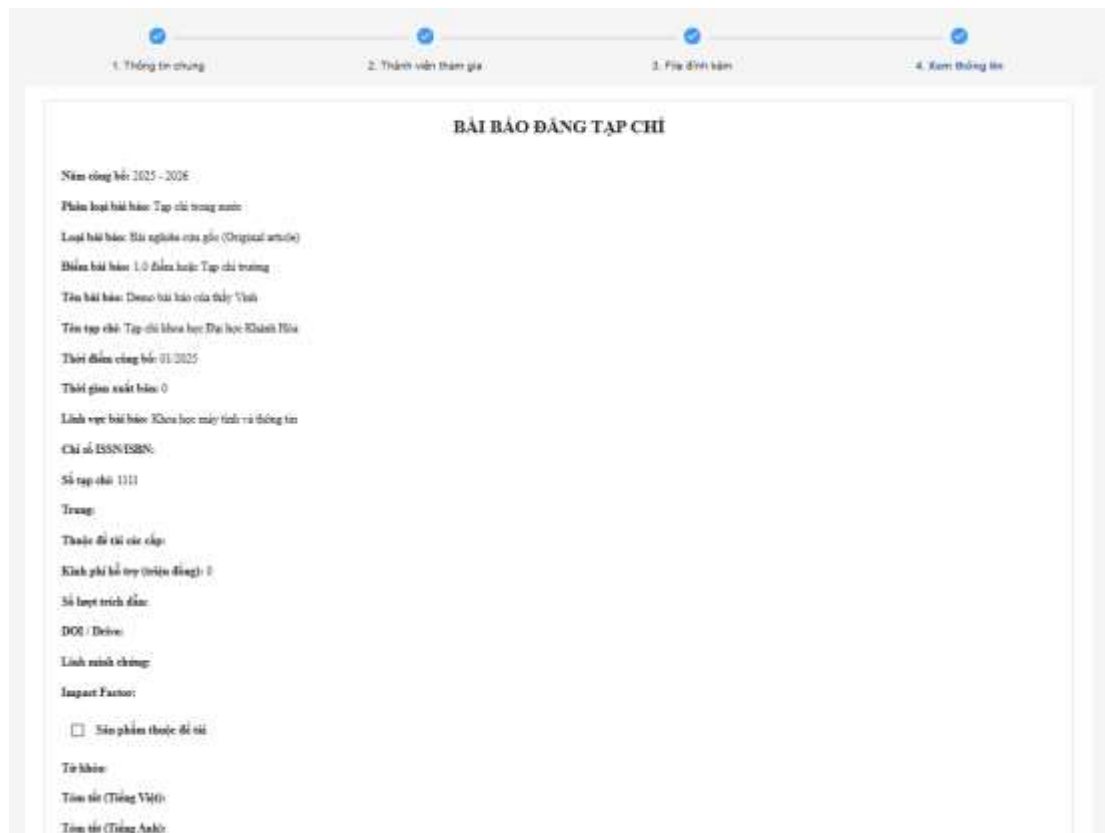 1. Thông tin chung
2. Thành viên tham gia
3. File đính kèm
4. Xem thông tin
BÀI BÁO ĐĂNG TẠP CHÍ
Năm công bố: 2025 - 2026
Phân loại bài báo: Tạp chí trong nước
Loại bài báo: Bài nghiên cứu gốc (Original article)
Điểm bài báo: 1.0 điểm hoặc Tạp chí trường
Tên bài báo: Demo bài báo của thầy Vinh
Tên tạp chí: Tạp chí khoa học Đại học Khánh Hòa
Thời điểm công bố: 01/2025
Thời gian xuất bản: 0
Lĩnh vực bài báo: Khoa học máy tính và thông tin
Chỉ số ISSN/ISBN:
Số tạp chí: 1111
Trang:
Thuộc đề tài các cấp:
Kinh phí hỗ trợ (triệu đồng): 0
Số lượt trích dẫn:
DOI / Drive:
Link minh chứng:
Impact Factor:
Sản phẩm thuộc đề tài
Từ khóa:
Tóm tắt (Tiếng Việt):
Tóm tắt (Tiếng Anh):